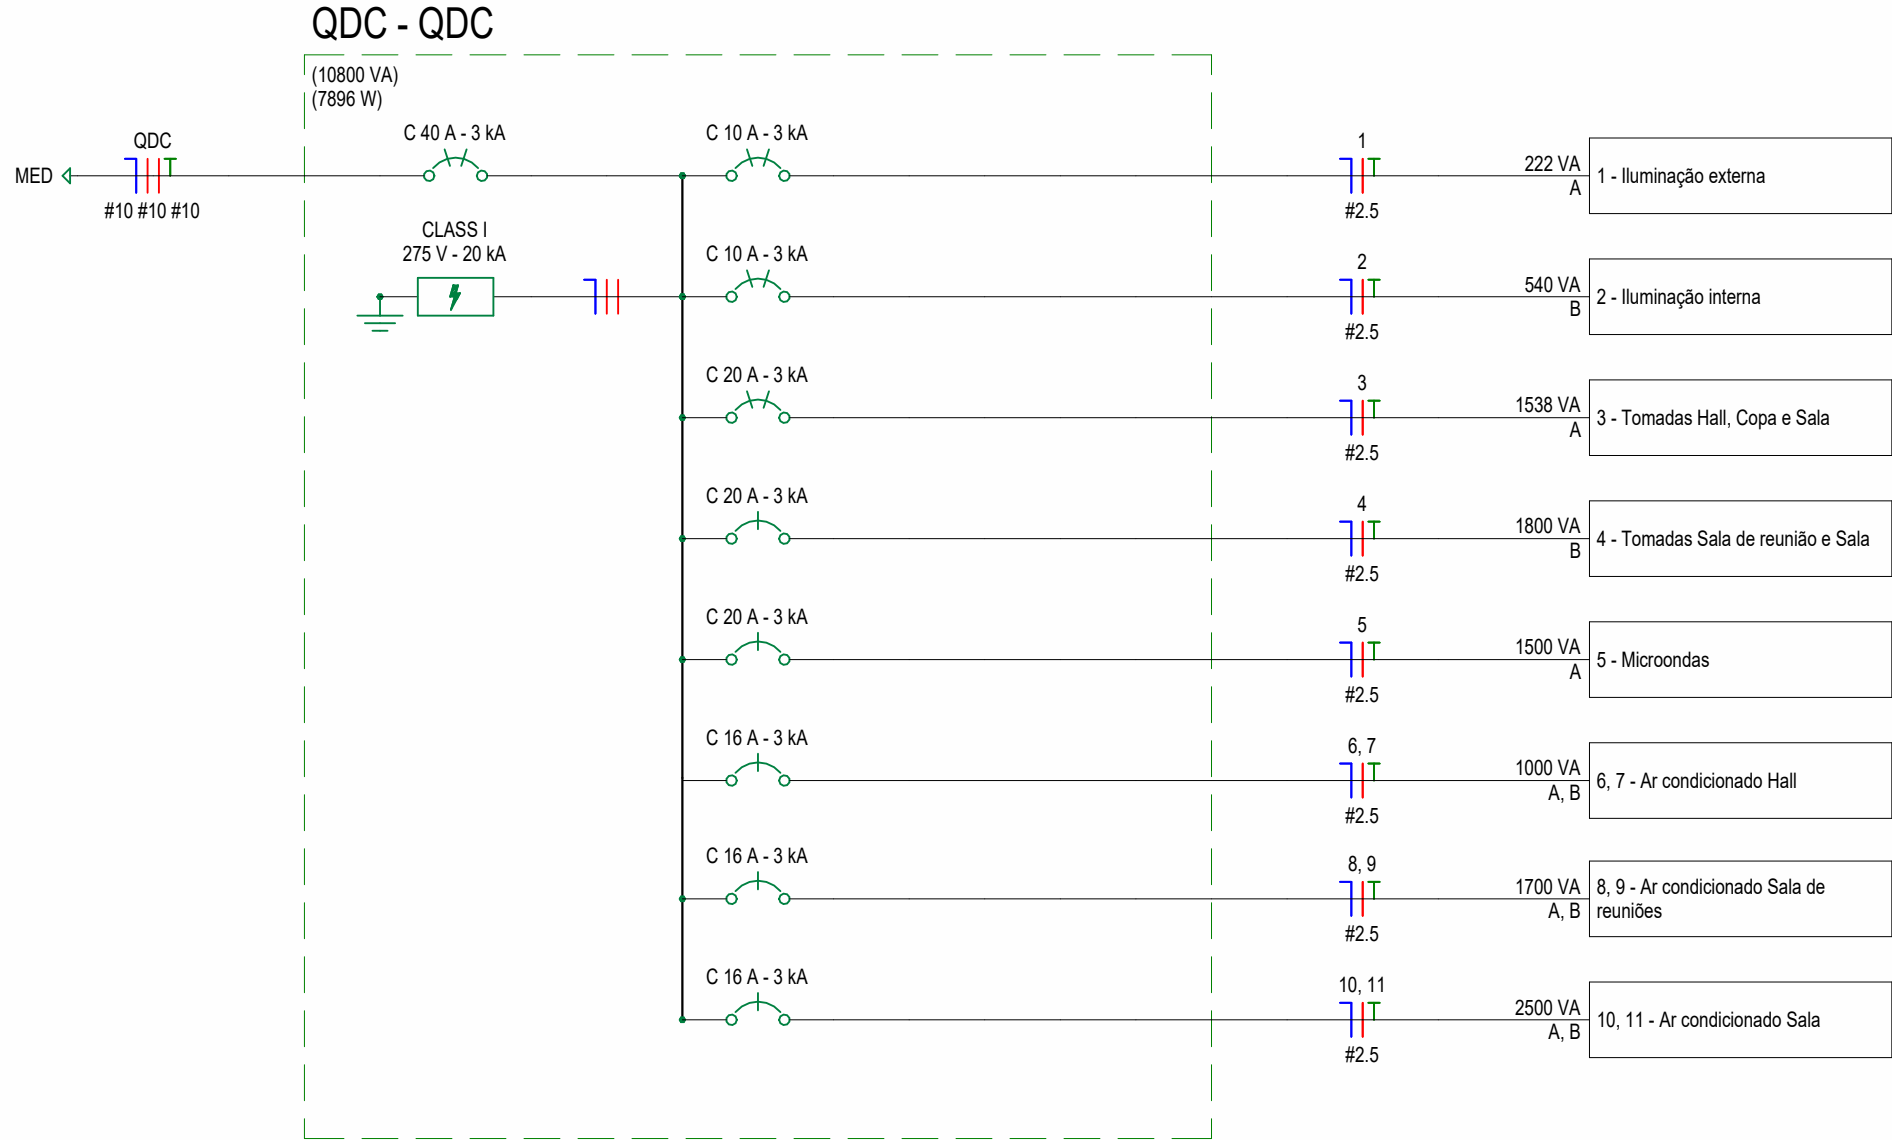 QDC - QDC
(10800 VA)
(7896 W)
MED
QDC
#10 #10 #10
C 40 A - 3 kA
CLASS I
275 V - 20 kA
C 10 A - 3 kA
1
#2.5
222 VA
A
1 - Iluminação externa
C 10 A - 3 kA
2
#2.5
540 VA
B
2 - Iluminação interna
C 20 A - 3 kA
3
#2.5
1538 VA
A
3 - Tomadas Hall, Copa e Sala
C 20 A - 3 kA
4
#2.5
1800 VA
B
4 - Tomadas Sala de reunião e Sala
C 20 A - 3 kA
5
#2.5
1500 VA
A
5 - Microondas
C 16 A - 3 kA
6, 7
#2.5
1000 VA
A, B
6, 7 - Ar condicionado Hall
C 16 A - 3 kA
8, 9
#2.5
1700 VA
A, B
8, 9 - Ar condicionado Sala de
reuniões
C 16 A - 3 kA
10, 11
#2.5
2500 VA
A, B
10, 11 - Ar condicionado Sala